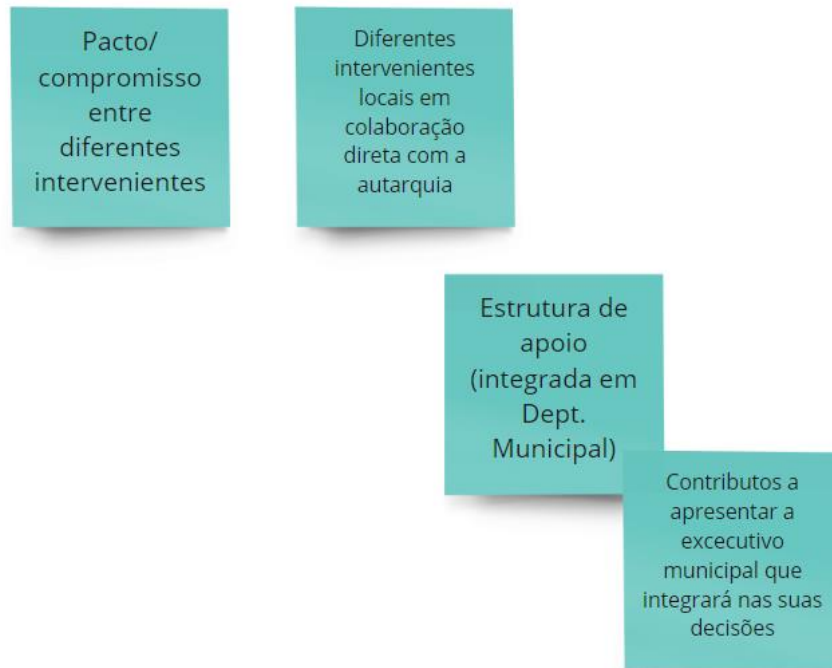 Pacto/
compromisso
entre
diferentes
intervenientes
Diferentes
intervenientes
locais em
colaboração
direta com a
autarquia
Estrutura de
apoio
(integrada em
Dept.
Municipal)
Contributos a
apresentar a
excecutivo
municipal que
integrará nas suas
decisões